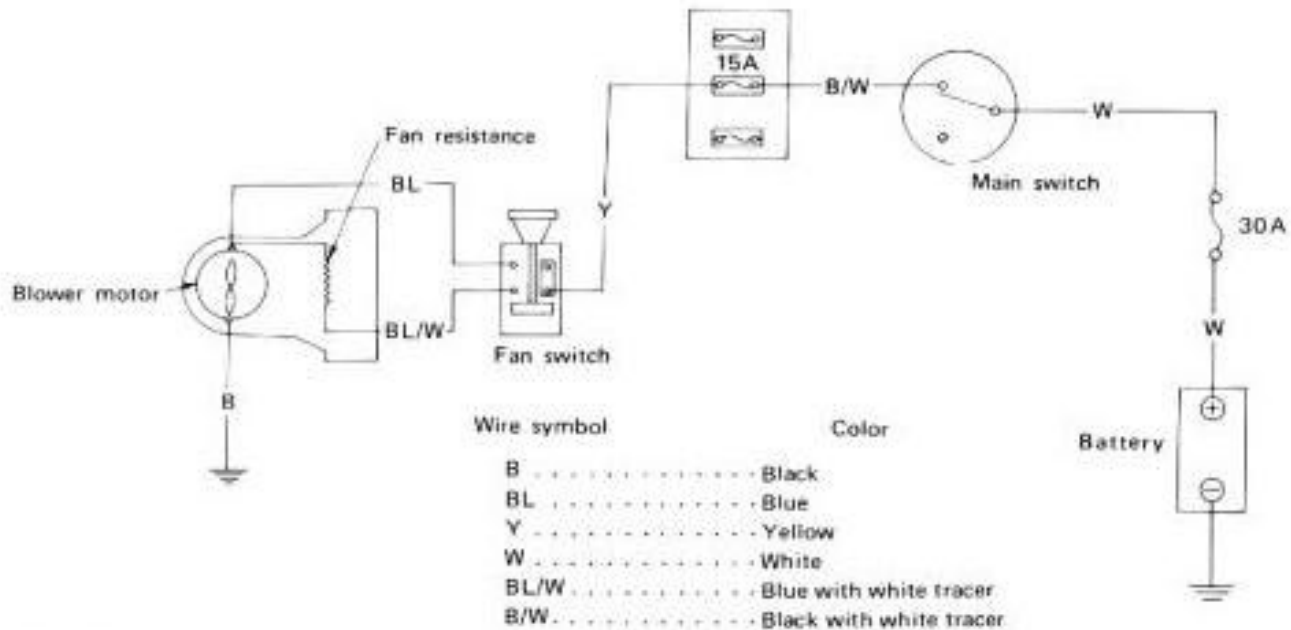 15A
B/W
W
Main switch
30A
W
Battery
Fan resistance
BL
Y
Blower motor
BL/W
Fan switch
B
Wire symbol Color
B . . . . . . . . . . . . Black
BL . . . . . . . . . . . . Blue
Y . . . . . . . . . . . . Yellow
W . . . . . . . . . . . . White
BL/W . . . . . . . . . . Blue with white tracer
B/W . . . . . . . . . . . Black with white tracer